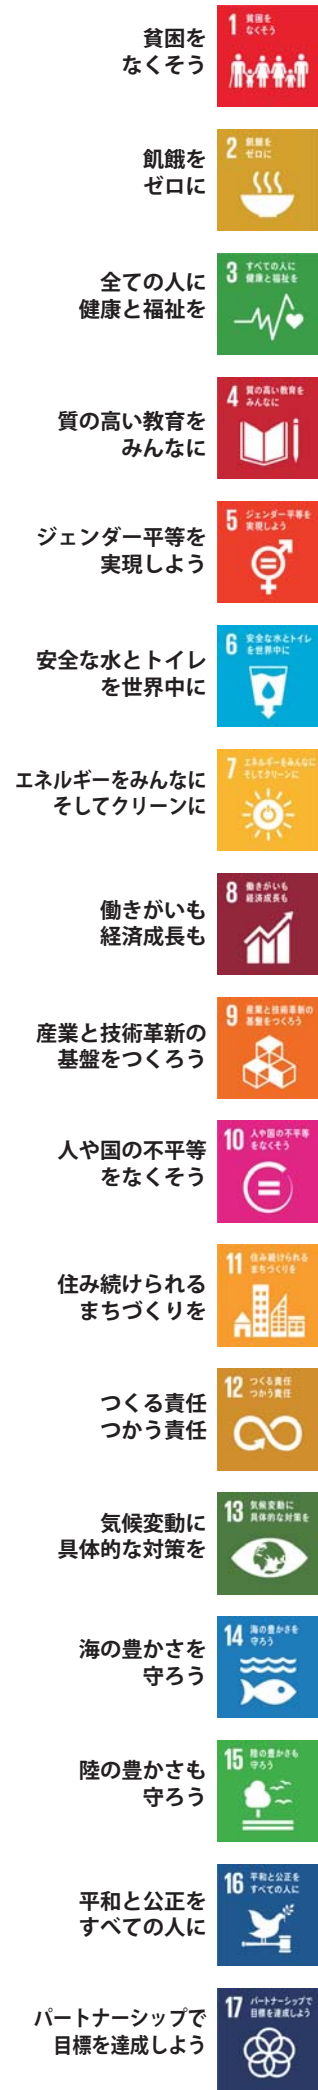 貧困を
なくそう
1 貧困を
なくそう
飢餓を
ゼロに
2 飢餓を
ゼロに
全ての人に
健康と福祉を
3 すべての人に
健康と福祉を
質の高い教育を
みんなに
4 質の高い教育を
みんなに
ジェンダー平等を
実現しよう
5 ジェンダー平等を
実現しよう
安全な水とトイレ
を世界中に
6 安全な水とトイレ
を世界中に
エネルギーをみんなに
そしてクリーンに
7 エネルギーをみんなに
そしてクリーンに
働きがいも
経済成長も
8 働きがいも
経済成長も
産業と技術革新の
基盤をつくろう
9 産業と技術革新の
基盤をつくろう
人や国の不平等
をなくそう
10 人や国の不平等
をなくそう
住み続けられる
まちづくりを
11 住み続けられる
まちづくりを
つくる責任
つかう責任
12 つくる責任
つかう責任
気候変動に
具体的な対策を
13 気候変動に
具体的な対策を
海の豊かさを
守ろう
14 海の豊かさを
守ろう
陸の豊かさも
守ろう
15 陸の豊かさも
守ろう
平和と公正を
すべての人に
16 平和と公正を
すべての人に
パートナーシップで
目標を達成しよう
17 パートナーシップで
目標を達成しよう